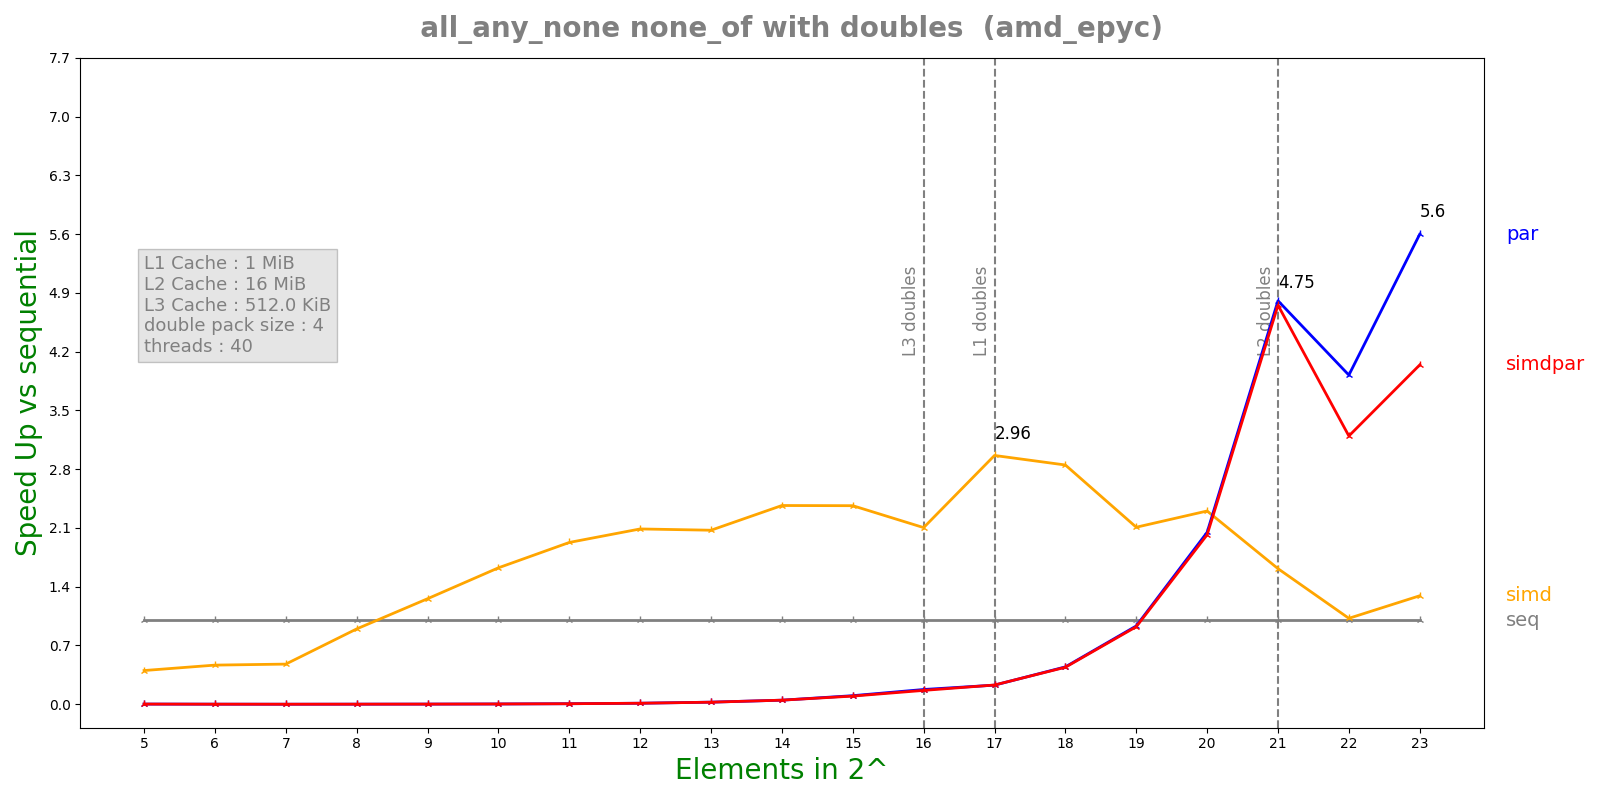 all_any_none none_of with doubles (amd_epyc)
Speed Up vs sequential
7.7
7.0
6.3
5.6
4.9
4.2
3.5
2.8
2.1
1.4
0.7
0.0
L1 Cache : 1 MiB
L2 Cache : 16 MiB
L3 Cache : 512.0 KiB
double pack size : 4
threads : 40
L3 doubles
L1 doubles
L2 doubles
2.96
4.75
5.6
par
simdpar
simd
seq
5 6 7 8 9 10 11 12 13 14 15 16 17 18 19 20 21 22 23
Elements in 2^